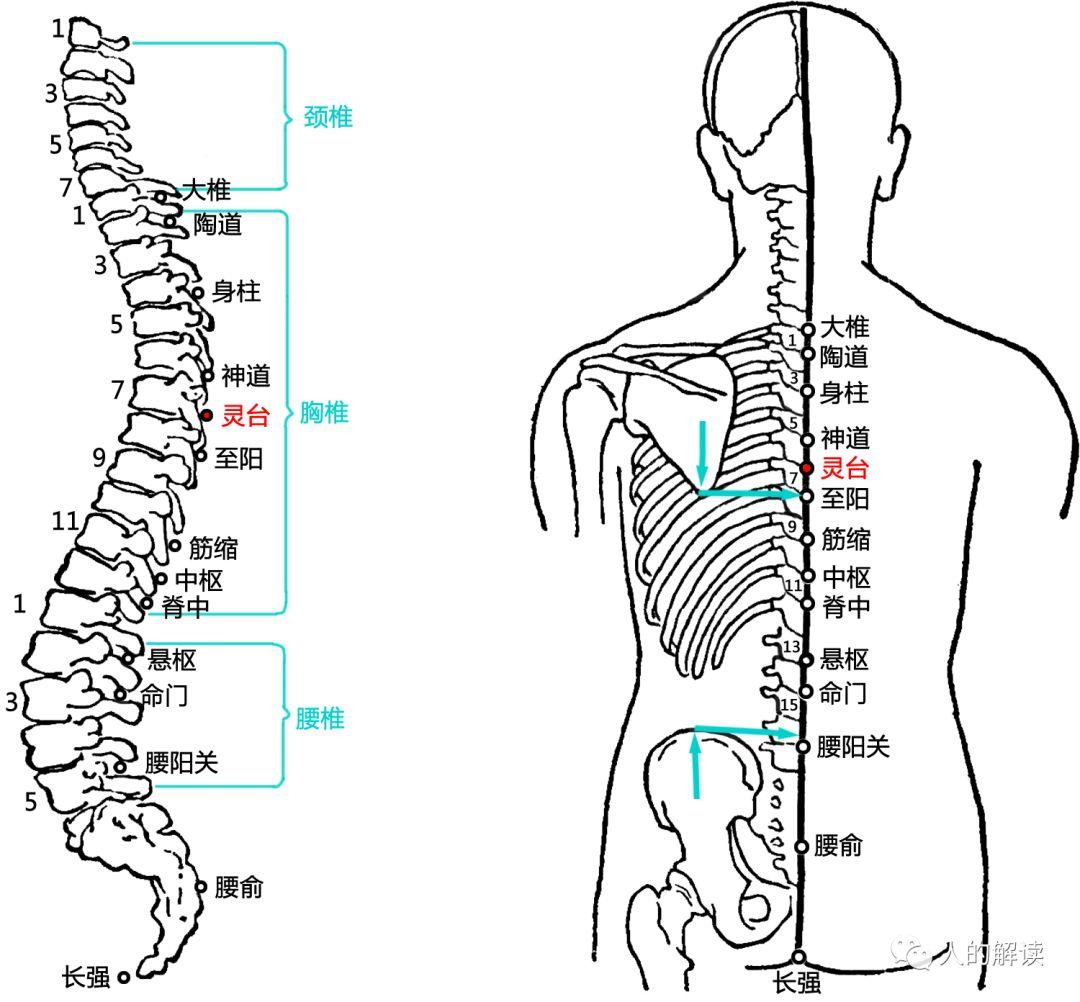 1
3
颈椎
5
7
大椎
1
陶道
3
身柱
5
神道
7
灵台
胸椎
9
至阳
11
筋缩
中枢
脊中
1
悬枢
命门
3
腰椎
腰阳关
5
腰俞
长强
大椎
1
陶道
3
身柱
5
神道
灵台
7
至阳
9
筋缩
中枢
11
脊中
13
悬枢
命门
15
腰阳关
腰俞
人的解读
长强